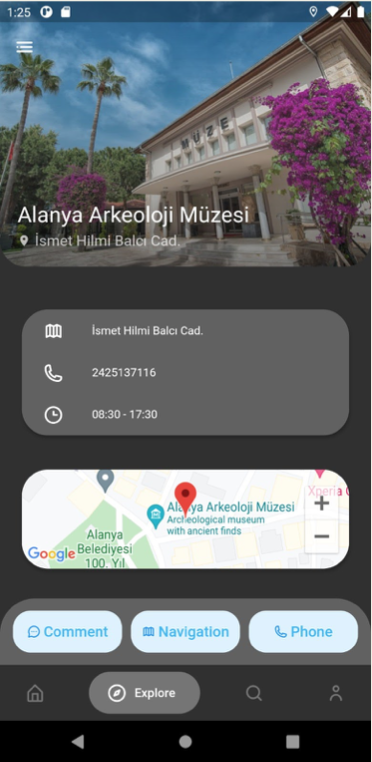 1:25
MÜZE
Alanya Arkeoloji Müzesi
İsmet Hilmi Balcı Cad.
İsmet Hilmi Balcı Cad.
2425137116
08:30 - 17:30
Xperia
Alanya Arkeoloji Müzesi
Archeological museum
with ancient finds
+
−
Alanya
Belediyesi
100. Yıl
Google
Comment
Navigation
Phone
Explore